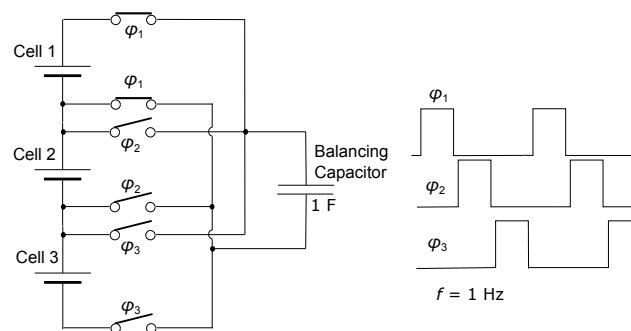 φ1
Cell 1
φ1
φ2
Cell 2
Balancing
Capacitor
φ2
1 F
φ3
Cell 3
φ3
φ1
φ2
φ3
f = 1 Hz